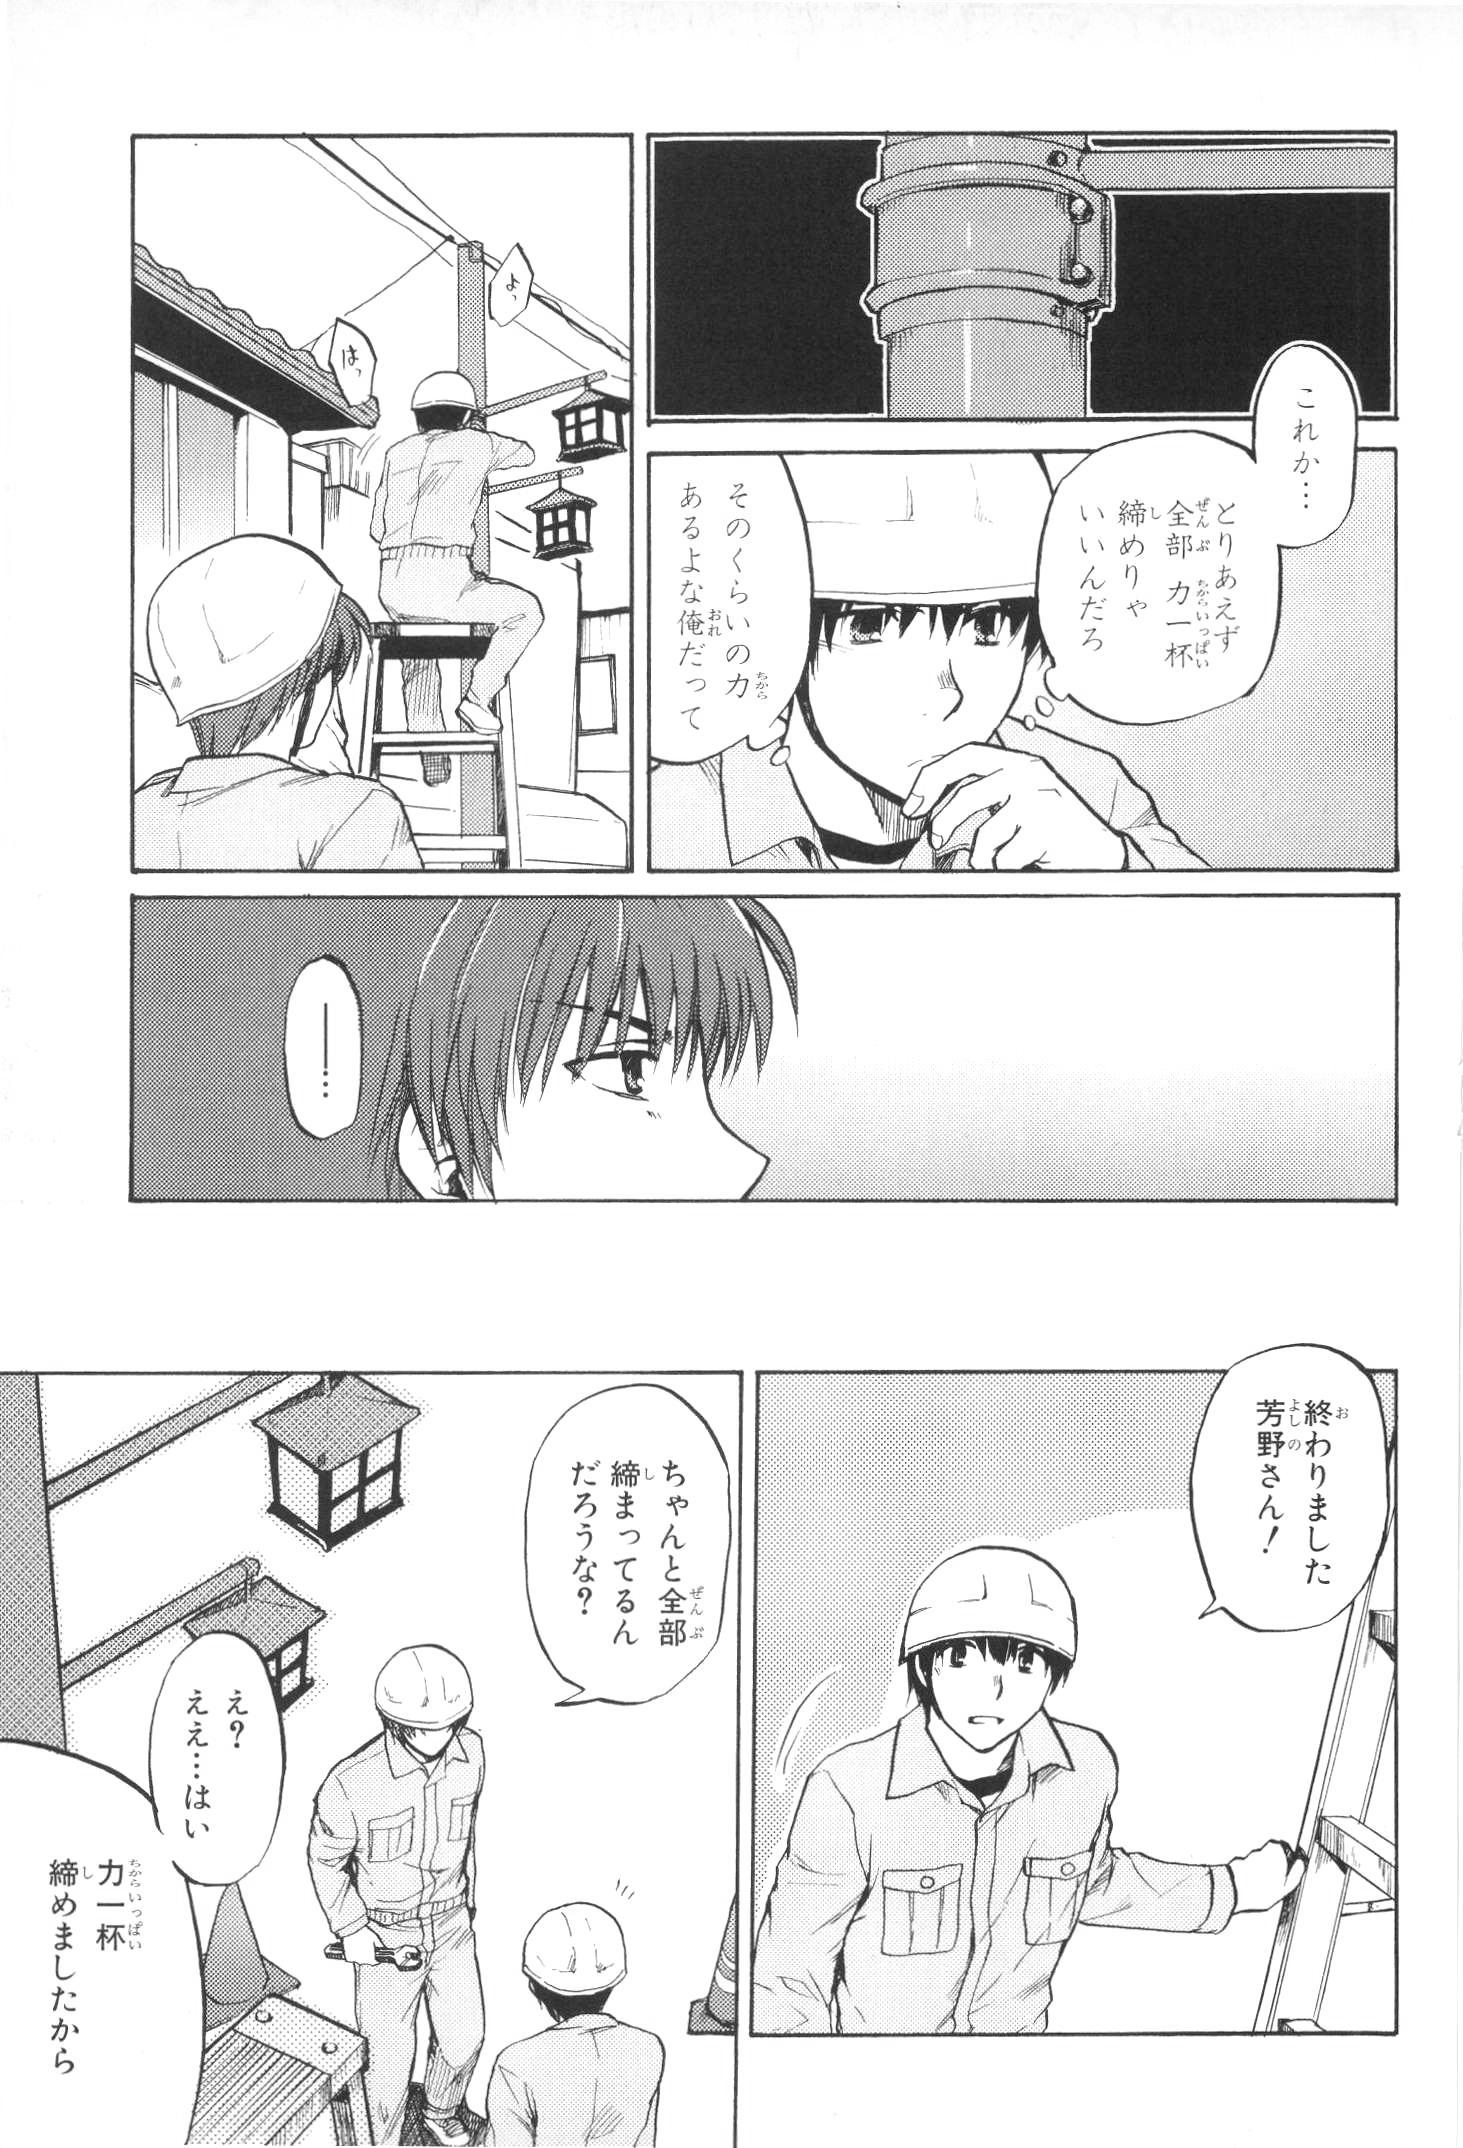 これか…
とりあえず
全部 力一杯
締めりゃ
いいんだろ
そのくらいの力
あるよな俺だって
よっ
はっ
――……
終わりました
芳野さん!
ちゃんと全部
締まってるん
だろうな?
え?
ええ…はい
力一杯
締めましたから